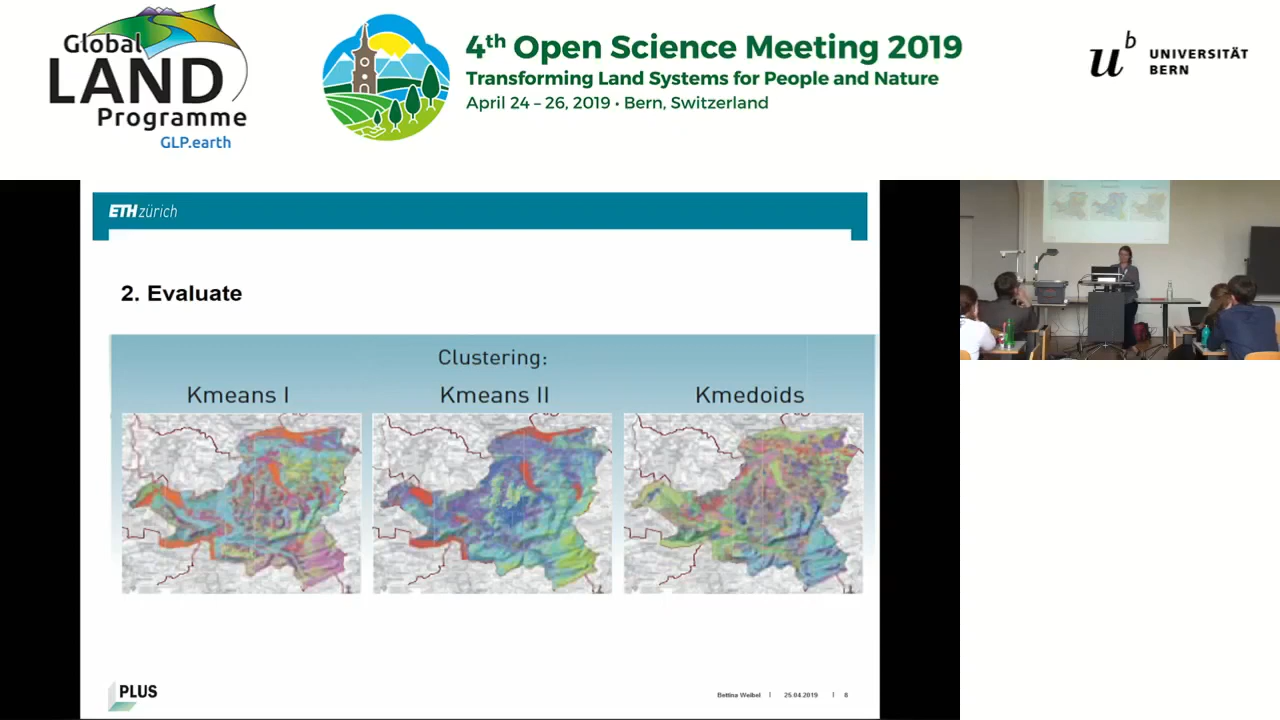 Global
LAND
Programme
GLP.earth
4th Open Science Meeting 2019
Transforming Land Systems for People and Nature
April 24 – 26, 2019 • Bern, Switzerland
u b
UNIVERSITÄT
BERN
ETH zürich
2. Evaluate
Clustering:
Kmeans I
Kmeans II
Kmedoids
PLUS
Bettina Weibel | 25.04.2019 | 8